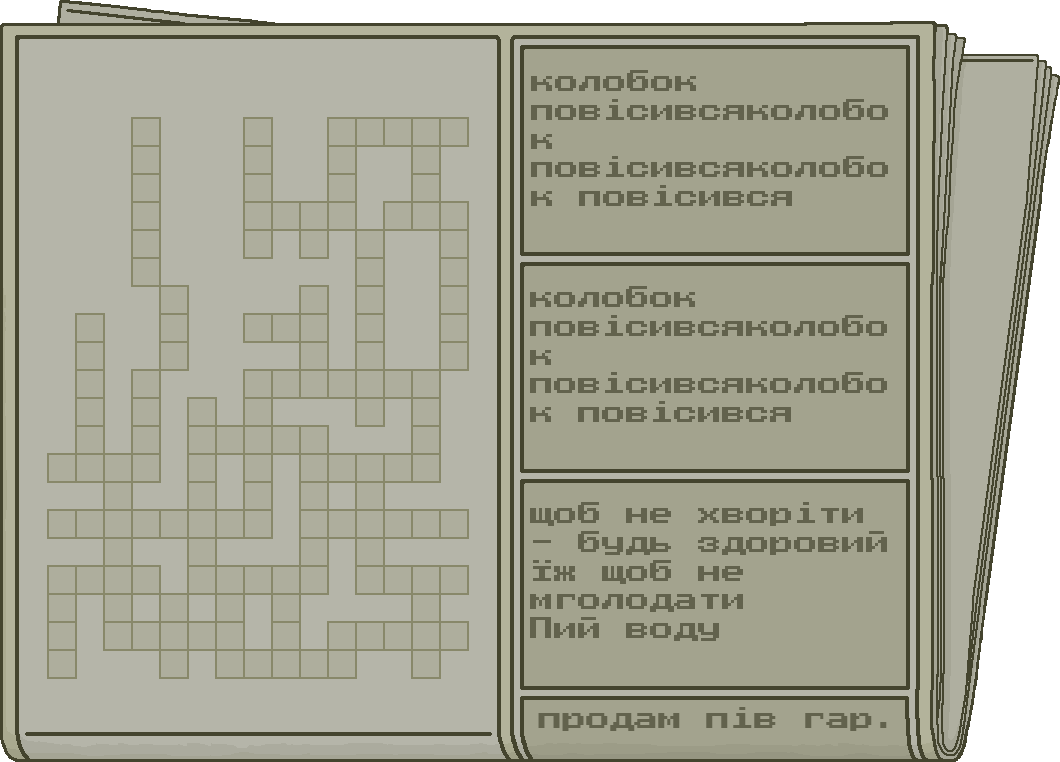 колобок
повісивсяколобо
к
повісивсяколобо
к повісився
колобок
повісивсяколобо
к
повісивсяколобо
к повісився
щоб не хворіти
- будь здоровий
їж щоб не
мголодати
Пий воду
продам пів гар.